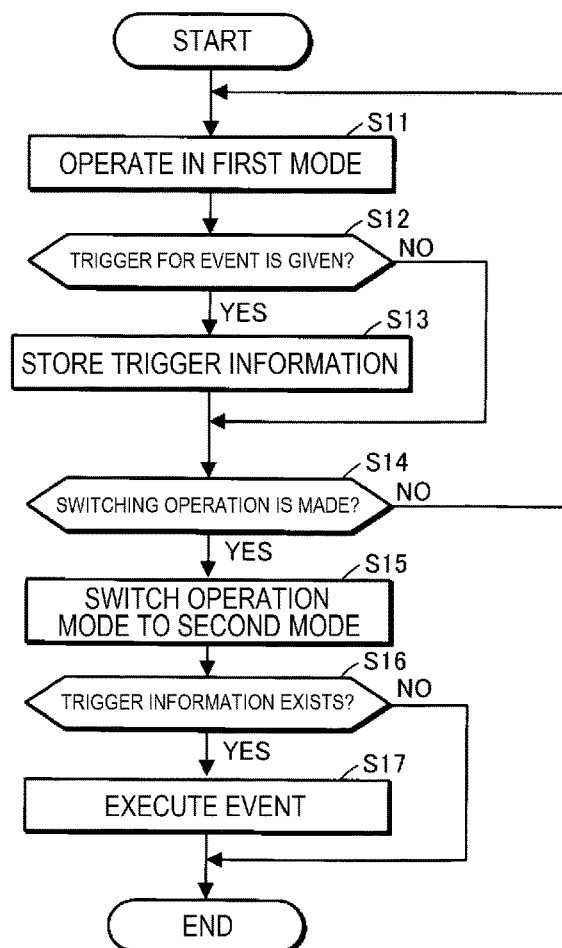 START
S11
OPERATE IN FIRST MODE
S12
TRIGGER FOR EVENT IS GIVEN?
NO
YES
S13
STORE TRIGGER INFORMATION
S14
SWITCHING OPERATION IS MADE?
NO
YES
S15
SWITCH OPERATION
MODE TO SECOND MODE
S16
TRIGGER INFORMATION EXISTS?
NO
YES
S17
EXECUTE EVENT
END